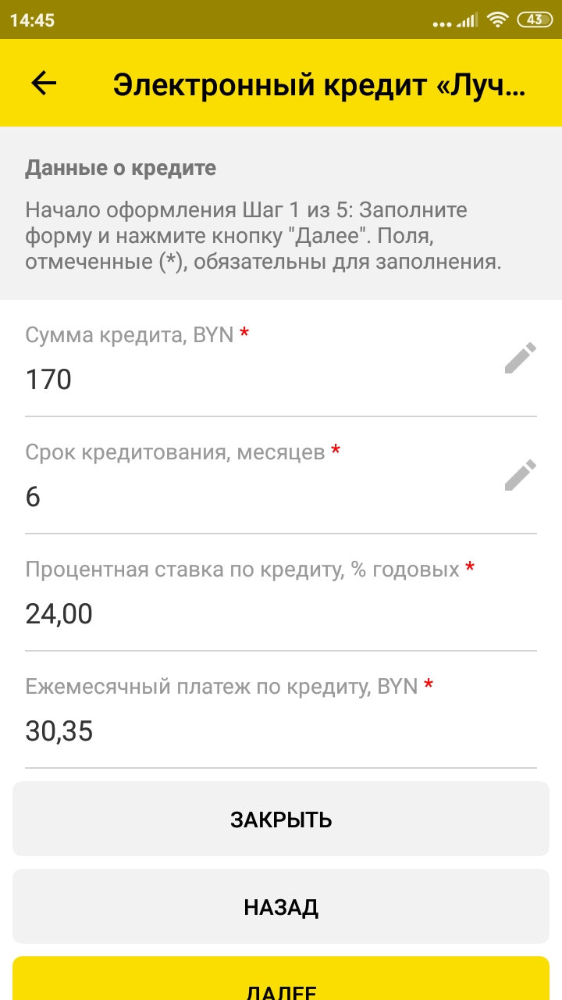 14:45
43
Электронный кредит «Луч...
Данные о кредите
Начало оформления Шаг 1 из 5: Заполните
форму и нажмите кнопку "Далее". Поля,
отмеченные (*), обязательны для заполнения.
Сумма кредита, BYN *
170
Срок кредитования, месяцев *
6
Процентная ставка по кредиту, % годовых *
24,00
Ежемесячный платеж по кредиту, BYN *
30,35
ЗАКРЫТЬ
НАЗАД
ДАЛЕЕ